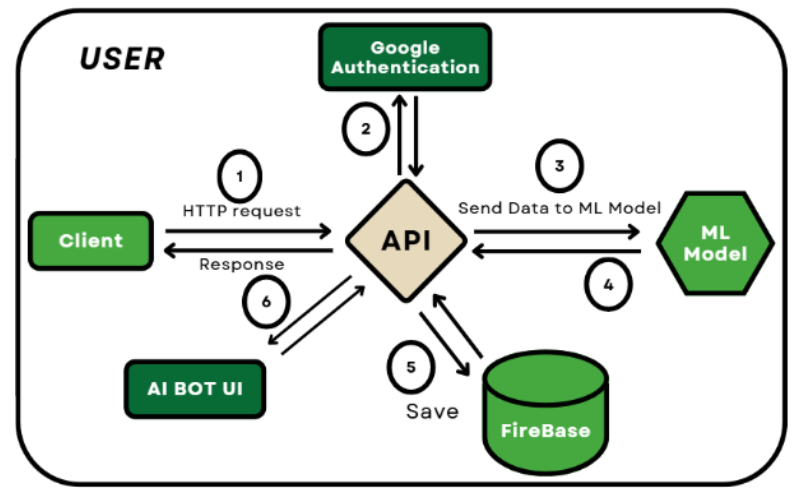 USER
Google
Authentication
2
1
3
HTTP request
Send Data to ML Model
Client
API
ML
Model
Response
4
6
5
AI BOT UI
Save
FireBase